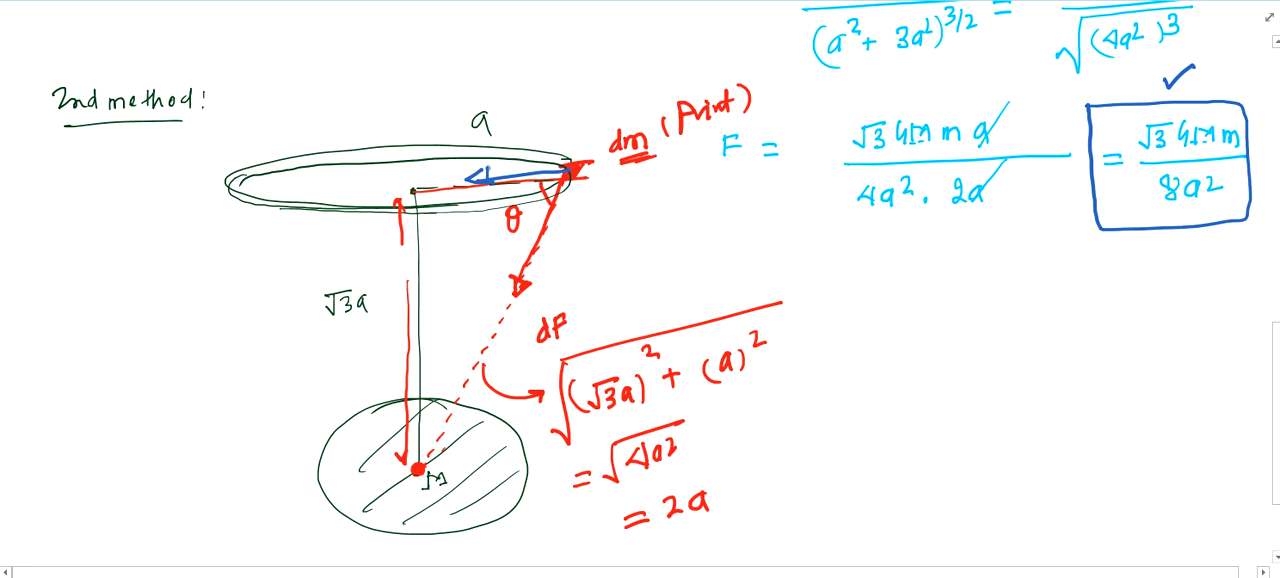 (a² + 3a²)^3/2 = √(4a²)³
2nd method:
a
dm (Point)
F = √3 GMm a / 4a² . 2a = √3 GMm / 8a²
θ
√3a
dF
√(√3a)² + (a)²
= √4a²
= 2a
M